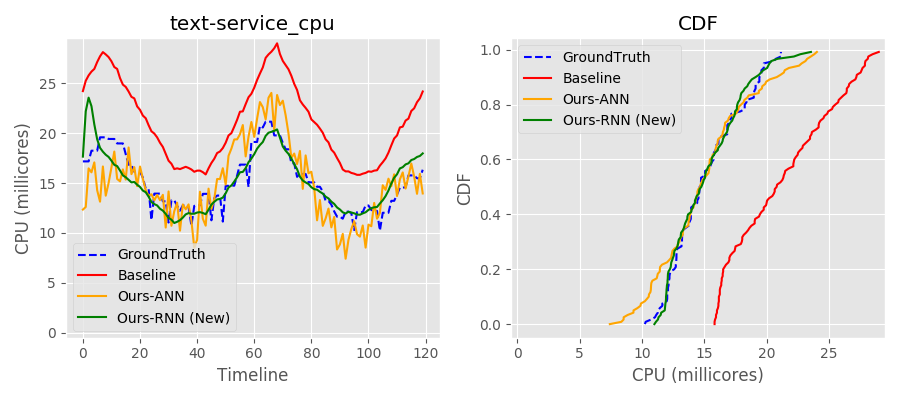 text-service_cpu
CPU (millicores)
25
20
15
10
5
0
GroundTruth
Baseline
Ours-ANN
Ours-RNN (New)
0 20 40 60 80 100 120
Timeline
CDF
CDF
1.0
0.8
0.6
0.4
0.2
0.0
GroundTruth
Baseline
Ours-ANN
Ours-RNN (New)
0 5 10 15 20 25
CPU (millicores)